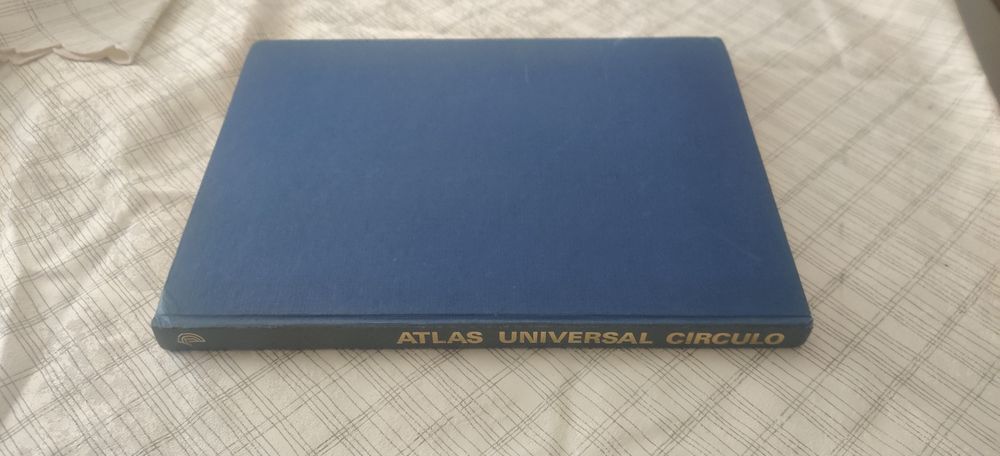 ATLAS UNIVERSAL CIRCULO